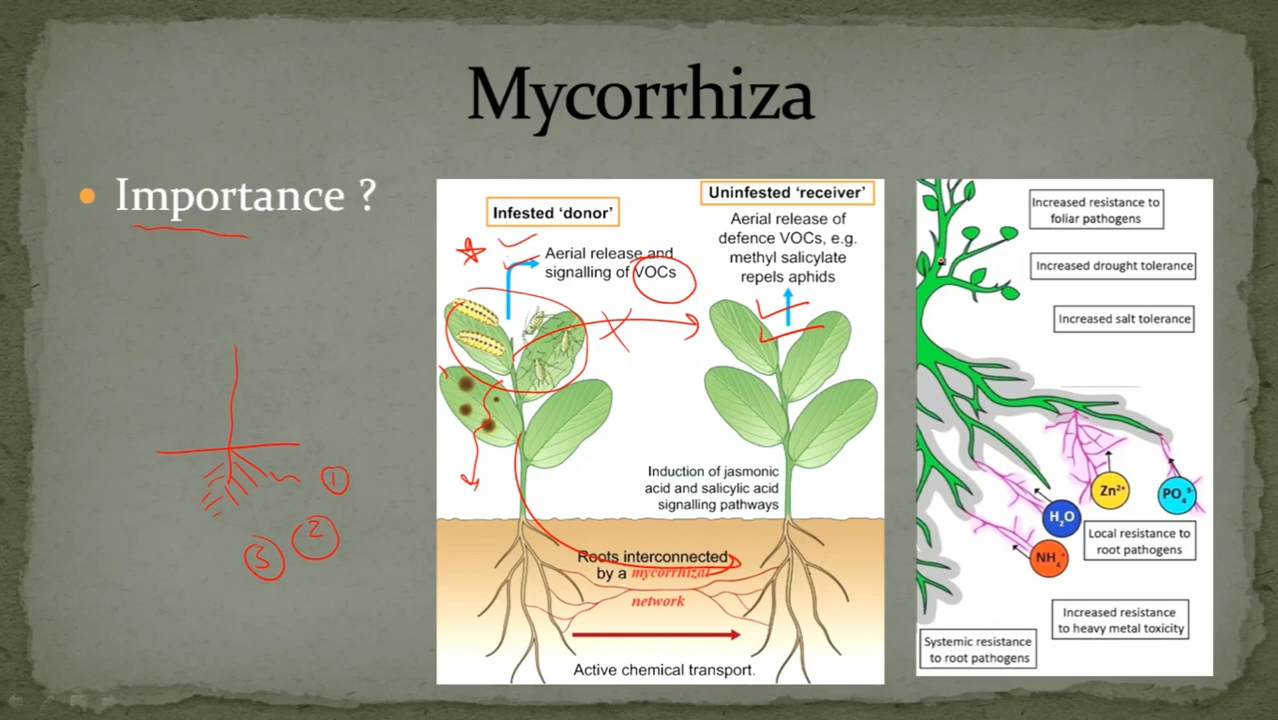 Mycorrhiza
Importance ?
Infested ‘donor’
Aerial release and
signalling of VOCs
Uninfested ‘receiver’
Aerial release of
defence VOCs, e.g.
methyl salicylate
repels aphids
Induction of jasmonic
acid and salicylic acid
signalling pathways
Roots interconnected
by a mycorrhizal
network
Active chemical transport.
1
2
3
Increased resistance to
foliar pathogens
Increased drought tolerance
Increased salt tolerance
Zn²⁺
PO₄³⁻
H₂O
NH₄⁺
Local resistance to
root pathogens
Increased resistance
to heavy metal toxicity
Systemic resistance
to root pathogens